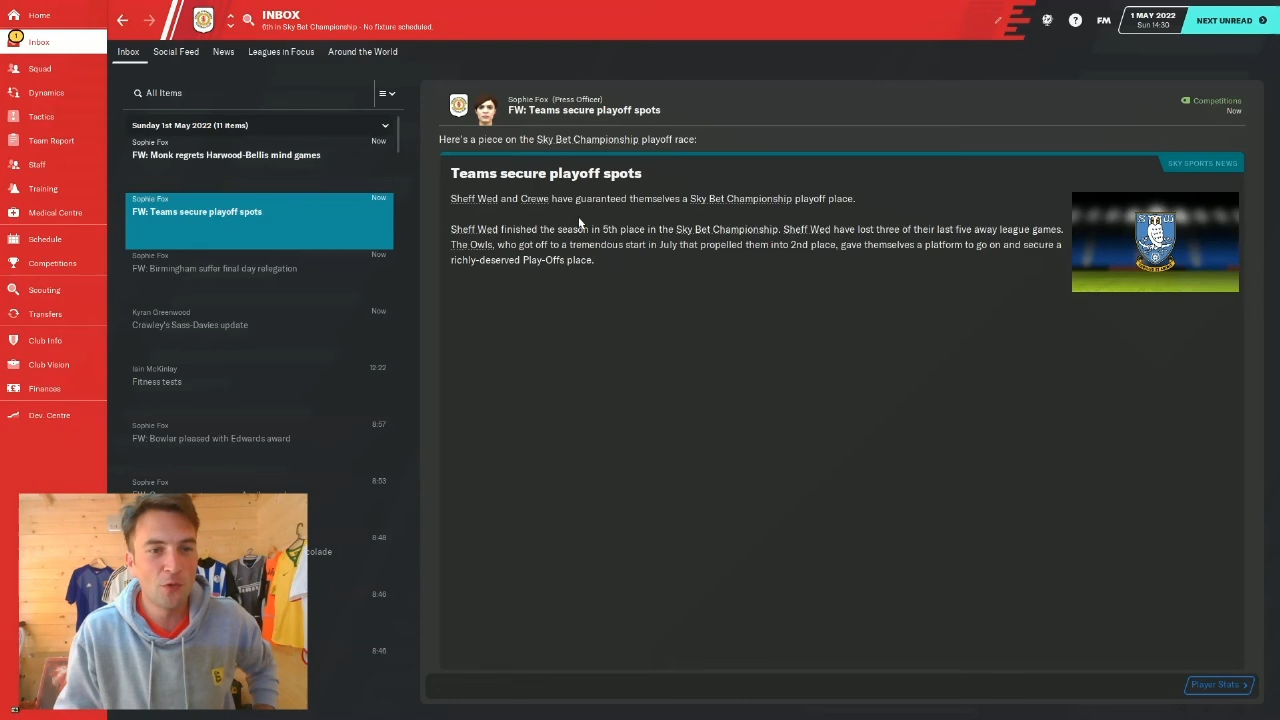 Home
1
Inbox
Squad
Dynamics
Tactics
Team Report
Staff
Training
Medical Centre
Schedule
Competitions
Scouting
Transfers
Club Info
Club Vision
Finances
Dev. Centre
INBOX
6th in Sky Bet Championship - No fixture scheduled.
FM
1 MAY 2022
Sun 14:30
NEXT UNREAD
Inbox Social Feed News Leagues in Focus Around the World
All Items
Sunday 1st May 2022 (11 items)
Sophie Fox Now
FW: Monk regrets Harwood-Bellis mind games
Sophie Fox Now
FW: Teams secure playoff spots
Sophie Fox Now
FW: Birmingham suffer final day relegation
Kyran Greenwood Now
Crawley's Sass-Davies update
Iain McKinlay 12:22
Fitness tests
Sophie Fox 8:57
FW: Bowler pleased with Edwards award
Sophie Fox 8:53
8:48
colade
8:46
8:46
Sophie Fox (Press Officer)
FW: Teams secure playoff spots
Competitions
Now
Here's a piece on the Sky Bet Championship playoff race:
SKY SPORTS NEWS
Teams secure playoff spots
Sheff Wed and Crewe have guaranteed themselves a Sky Bet Championship playoff place.
Sheff Wed finished the season in 5th place in the Sky Bet Championship. Sheff Wed have lost three of their last five away league games.
The Owls, who got off to a tremendous start in July that propelled them into 2nd place, gave themselves a platform to go on and secure a
richly-deserved Play-Offs place.
Player Stats